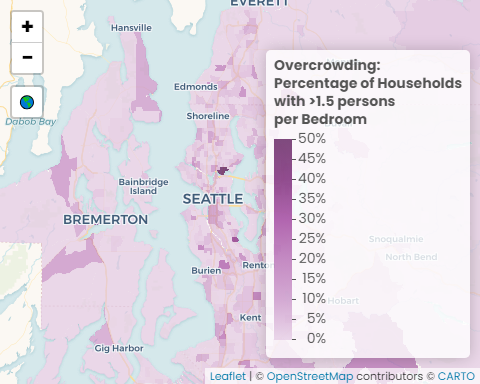 EVERETT
Hansville
+
−
Overcrowding:
Percentage of Households
with >1.5 persons
per Bedroom
Edmonds
Dabob Bay
Shoreline
50%
45%
40%
35%
30%
25%
20%
15%
10%
5%
0%
Bainbridge
Island
SEATTLE
BREMERTON
Snoqualmie
North Bend
Burien
Renton
Hobart
Kent
Gig Harbor
Leaflet | © OpenStreetMap contributors © CARTO